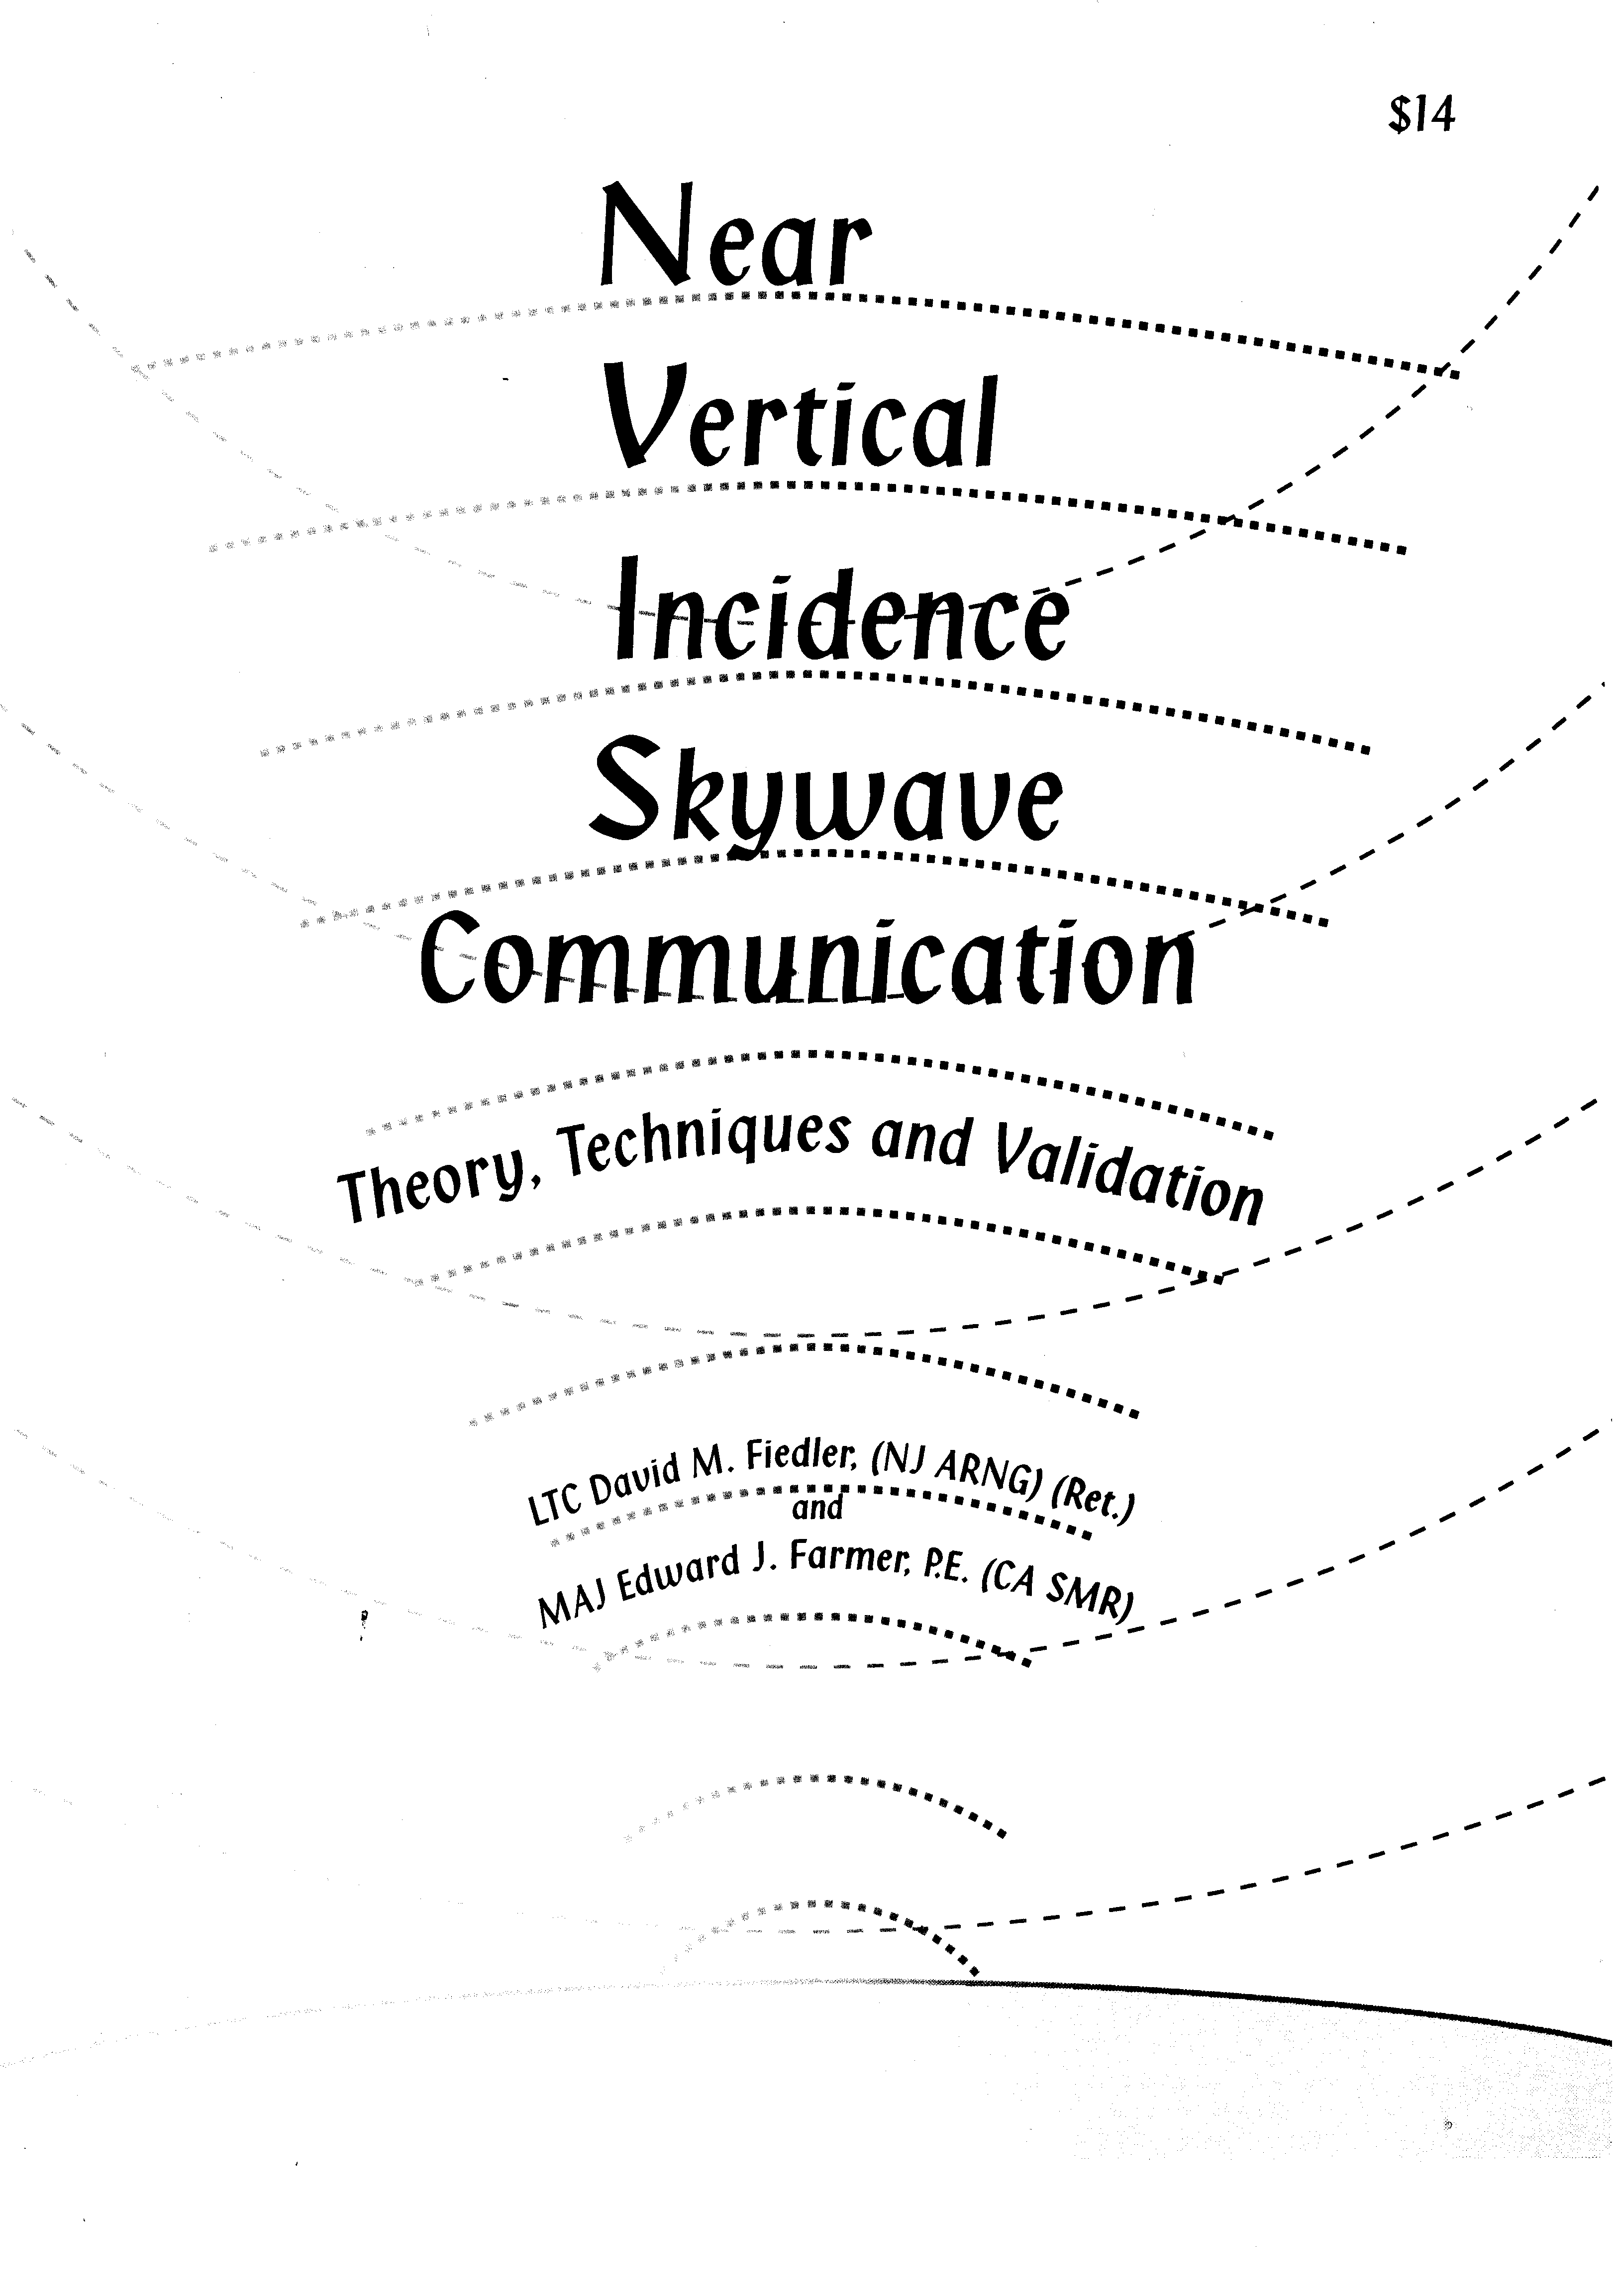 $14
Near
Vertical
Incidence
Skywave
Communication
Theory, Techniques and Validation
LTC David M. Fiedler, (NJ ARNG) (Ret.)
and
MAJ Edward J. Farmer, P.E. (CA SMR)